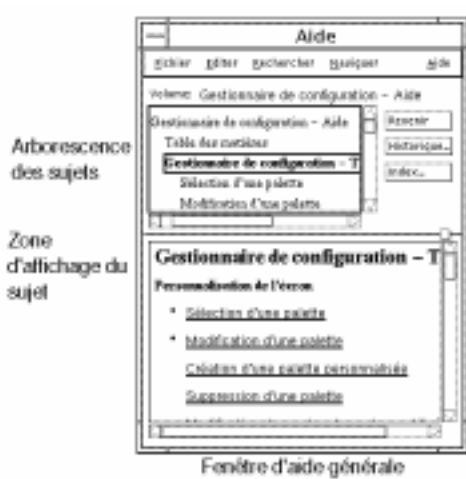 Aide
Fichier Editer Rechercher Naviguer Aide
Volume: Gestionnaire de configuration – Aide
Gestionnaire de configuration – Aide
Table des matières
Gestionnaire de configuration – T
Sélection d'une palette
Modification d'une palette
Revenir
Historique...
Index...
Arborescence
des sujets
Zone
d'affichage du
sujet
Gestionnaire de configuration – T
Personnalisation de l'écran
• Sélection d'une palette
• Modification d'une palette
Création d'une palette personnalisée
Suppression d'une palette
Fenêtre d'aide générale